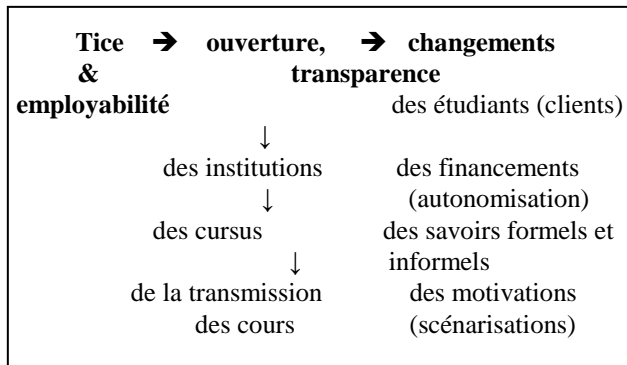 Tice ➔ ouverture, ➔ changements
& transparence
employabilité des étudiants (clients)
↓
des institutions des financements
↓ (autonomisation)
des cursus des savoirs formels et
↓ informels
de la transmission des motivations
des cours (scénarisations)